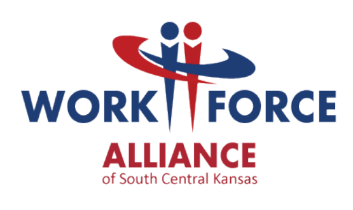 WORK FORCE
ALLIANCE
of South Central Kansas